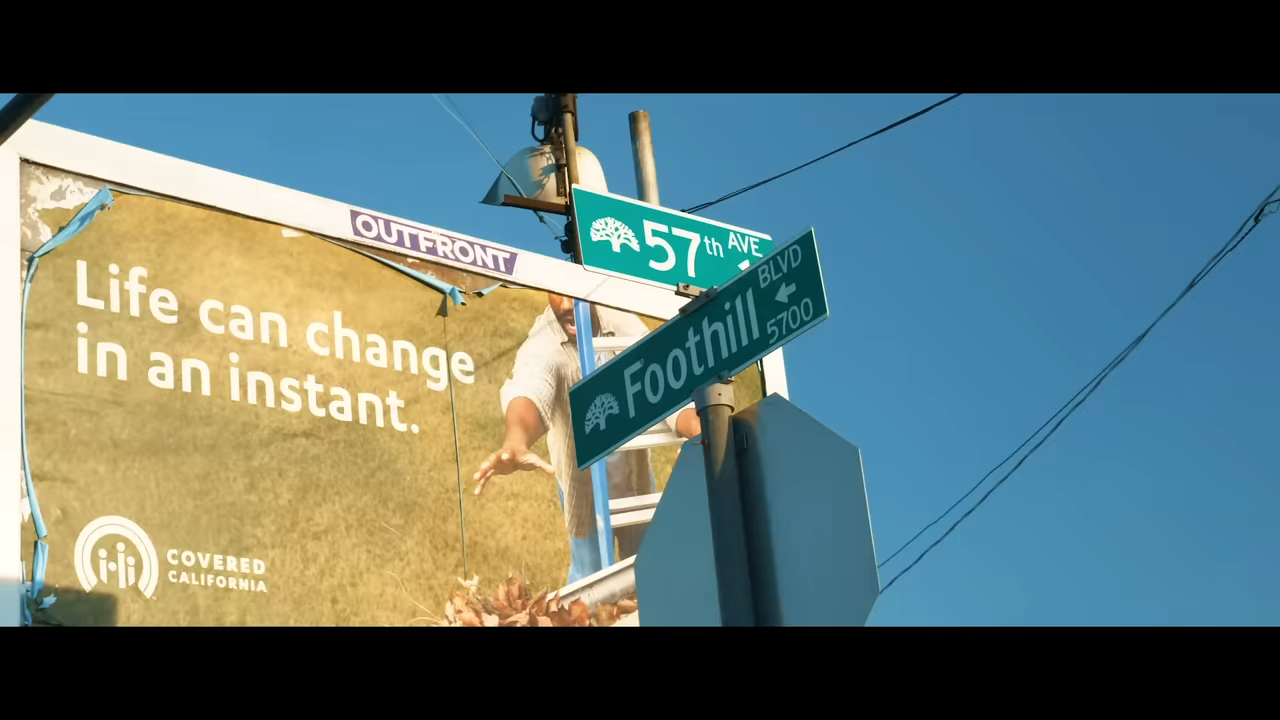 OUTFRONT
Life can change
in an instant.
COVERED
CALIFORNIA
57th AVE
Foothill BLVD
5700